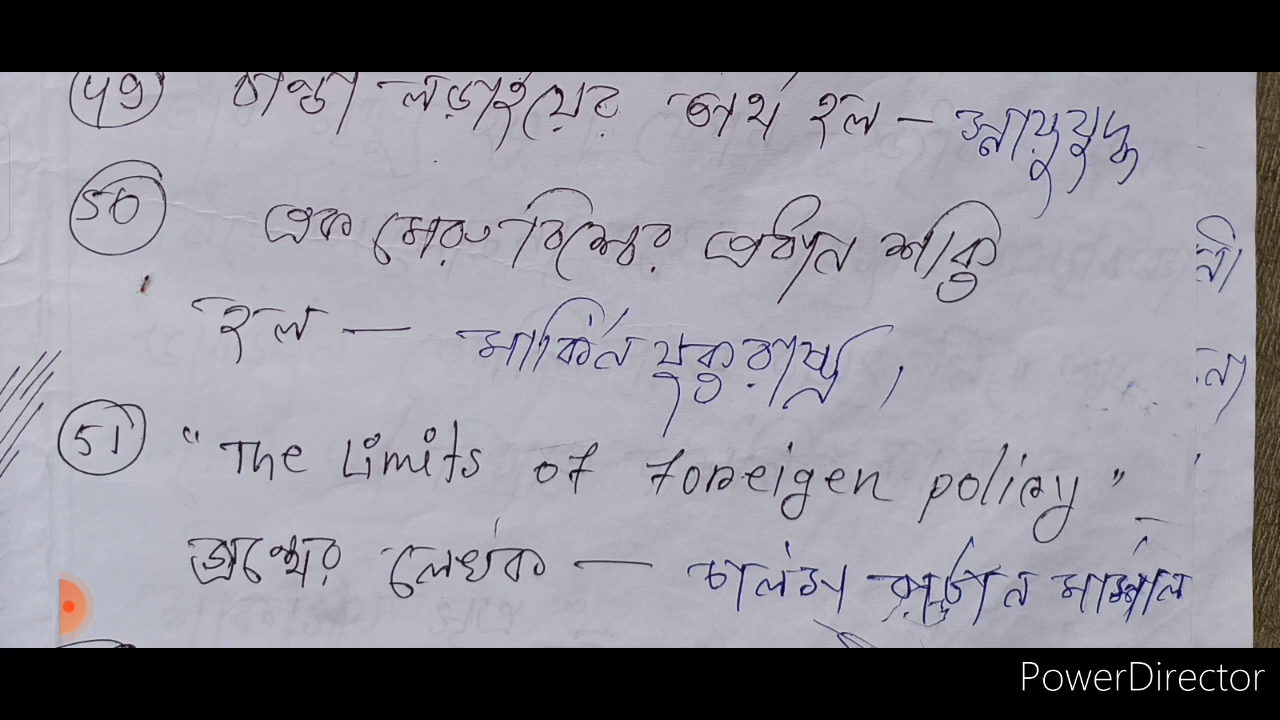 49 ঠান্ডা লড়াইয়ের অর্থ হল - স্নায়ুযুদ্ধ
50 এক মেরু বিশ্বের প্রধান শক্তি
হল — মার্কিন যুক্তরাষ্ট্র।
51 "The Limits of foreigen policy" -
গ্রন্থের লেখক — চার্লস মার্শাল
PowerDirector